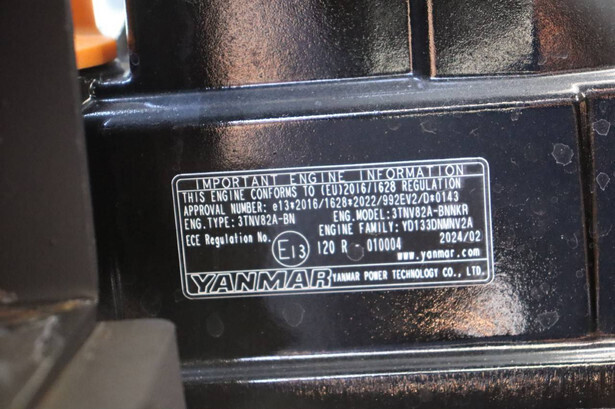 IMPORTANT ENGINE INFORMATION
THIS ENGINE CONFORMS TO (EU)2016/1628 REGULATION
APPROVAL NUMBER: e13*2016/1628*2022/992EV2/D*0143
ENG.TYPE: 3TNV82A-BN ENG.MODEL: 3TNV82A-BNNKR
ENGINE FAMILY: YD133DNMNV2A
ECE Regulation No. E13 120 R - 010004 2024/02
www.yanmar.com
YANMAR YANMAR POWER TECHNOLOGY CO., LTD.